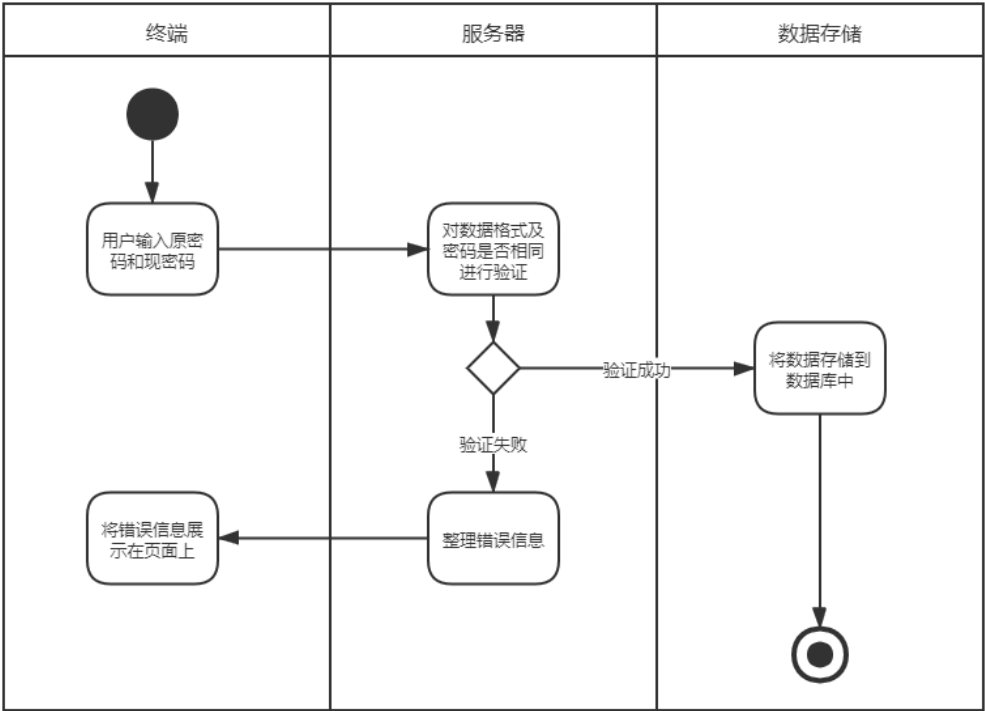 终端
服务器
数据存储
用户输入原密
码和现密码
对数据格式及
密码是否相同
进行验证
验证成功
将数据存储到
数据库中
验证失败
将错误信息展
示在页面上
整理错误信息